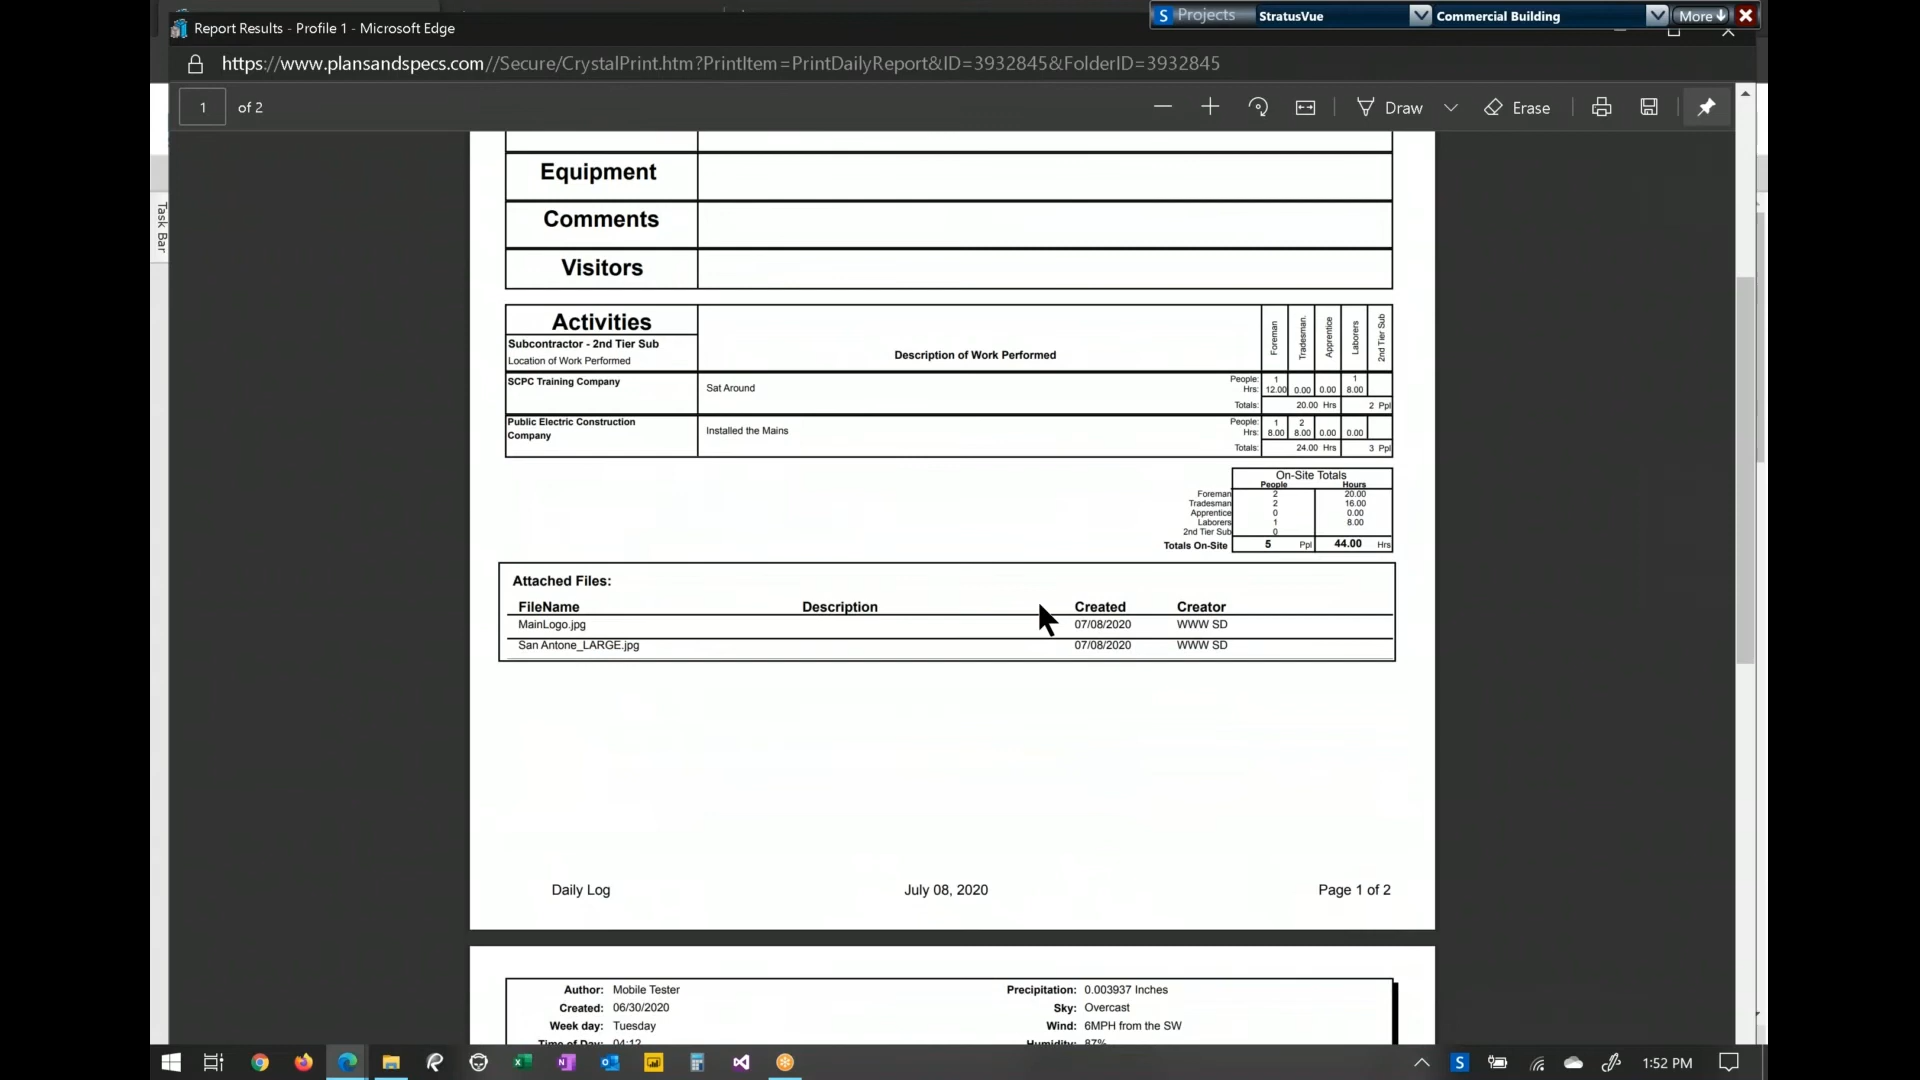 Projects StratusVue Commercial Building More
Report Results - Profile 1 - Microsoft Edge
https://www.plansandspecs.com//Secure/CrystalPrint.htm?PrintItem=PrintDailyReport&ID=3932845&FolderID=3932845
1 of 2 Draw Erase
Task Bar
Equipment
Comments
Visitors
Activities
Subcontractor - 2nd Tier Sub
Location of Work Performed
Description of Work Performed
Foreman Tradesman. Apprentice Laborers 2nd Tier Sub
SCPC Training Company
Sat Around
People: 1 1
Hrs: 12.00 0.00 0.00 8.00
Totals: 20.00 Hrs 2 Ppl
Public Electric Construction
Company
Installed the Mains
People: 1 2
Hrs: 8.00 8.00 0.00 0.00
Totals: 24.00 Hrs 3 Ppl
On-Site Totals
People Hours
Foreman 2 20.00
Tradesman 2 16.00
Apprentice 0 0.00
Laborers 1 8.00
2nd Tier Sub 0
Totals On-Site 5 Ppl 44.00 Hrs
Attached Files:
FileName Description Created Creator
MainLogo.jpg 07/08/2020 WWW SD
San Antone_LARGE.jpg 07/08/2020 WWW SD
Daily Log July 08, 2020 Page 1 of 2
Author: Mobile Tester Precipitation: 0.003937 Inches
Created: 06/30/2020 Sky: Overcast
Week day: Tuesday Wind: 6MPH from the SW
Time of Day: 04:12 Humidity: 87%
1:52 PM